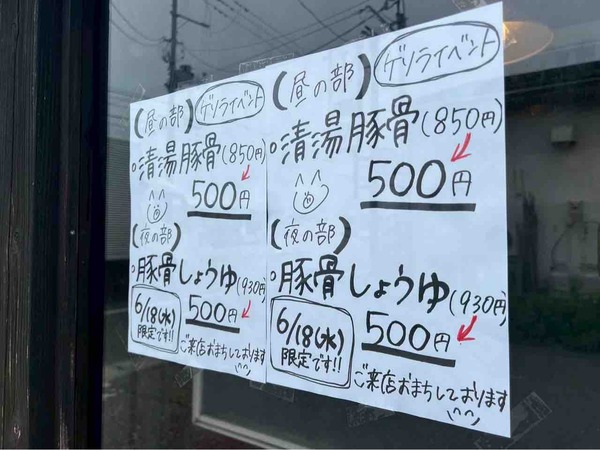 (昼の部) ゲリライベント
。清湯豚骨(850円)
500円
(夜の部)
。豚骨しょうゆ(930円)
500円
6/18(水)
限定です!!
ご来店おまちしております
(昼の部) ゲリライベント
。清湯豚骨(850円)
500円
(夜の部)
。豚骨しょうゆ(930円)
500円
6/18(水)
限定です!!
ご来店おまちしております